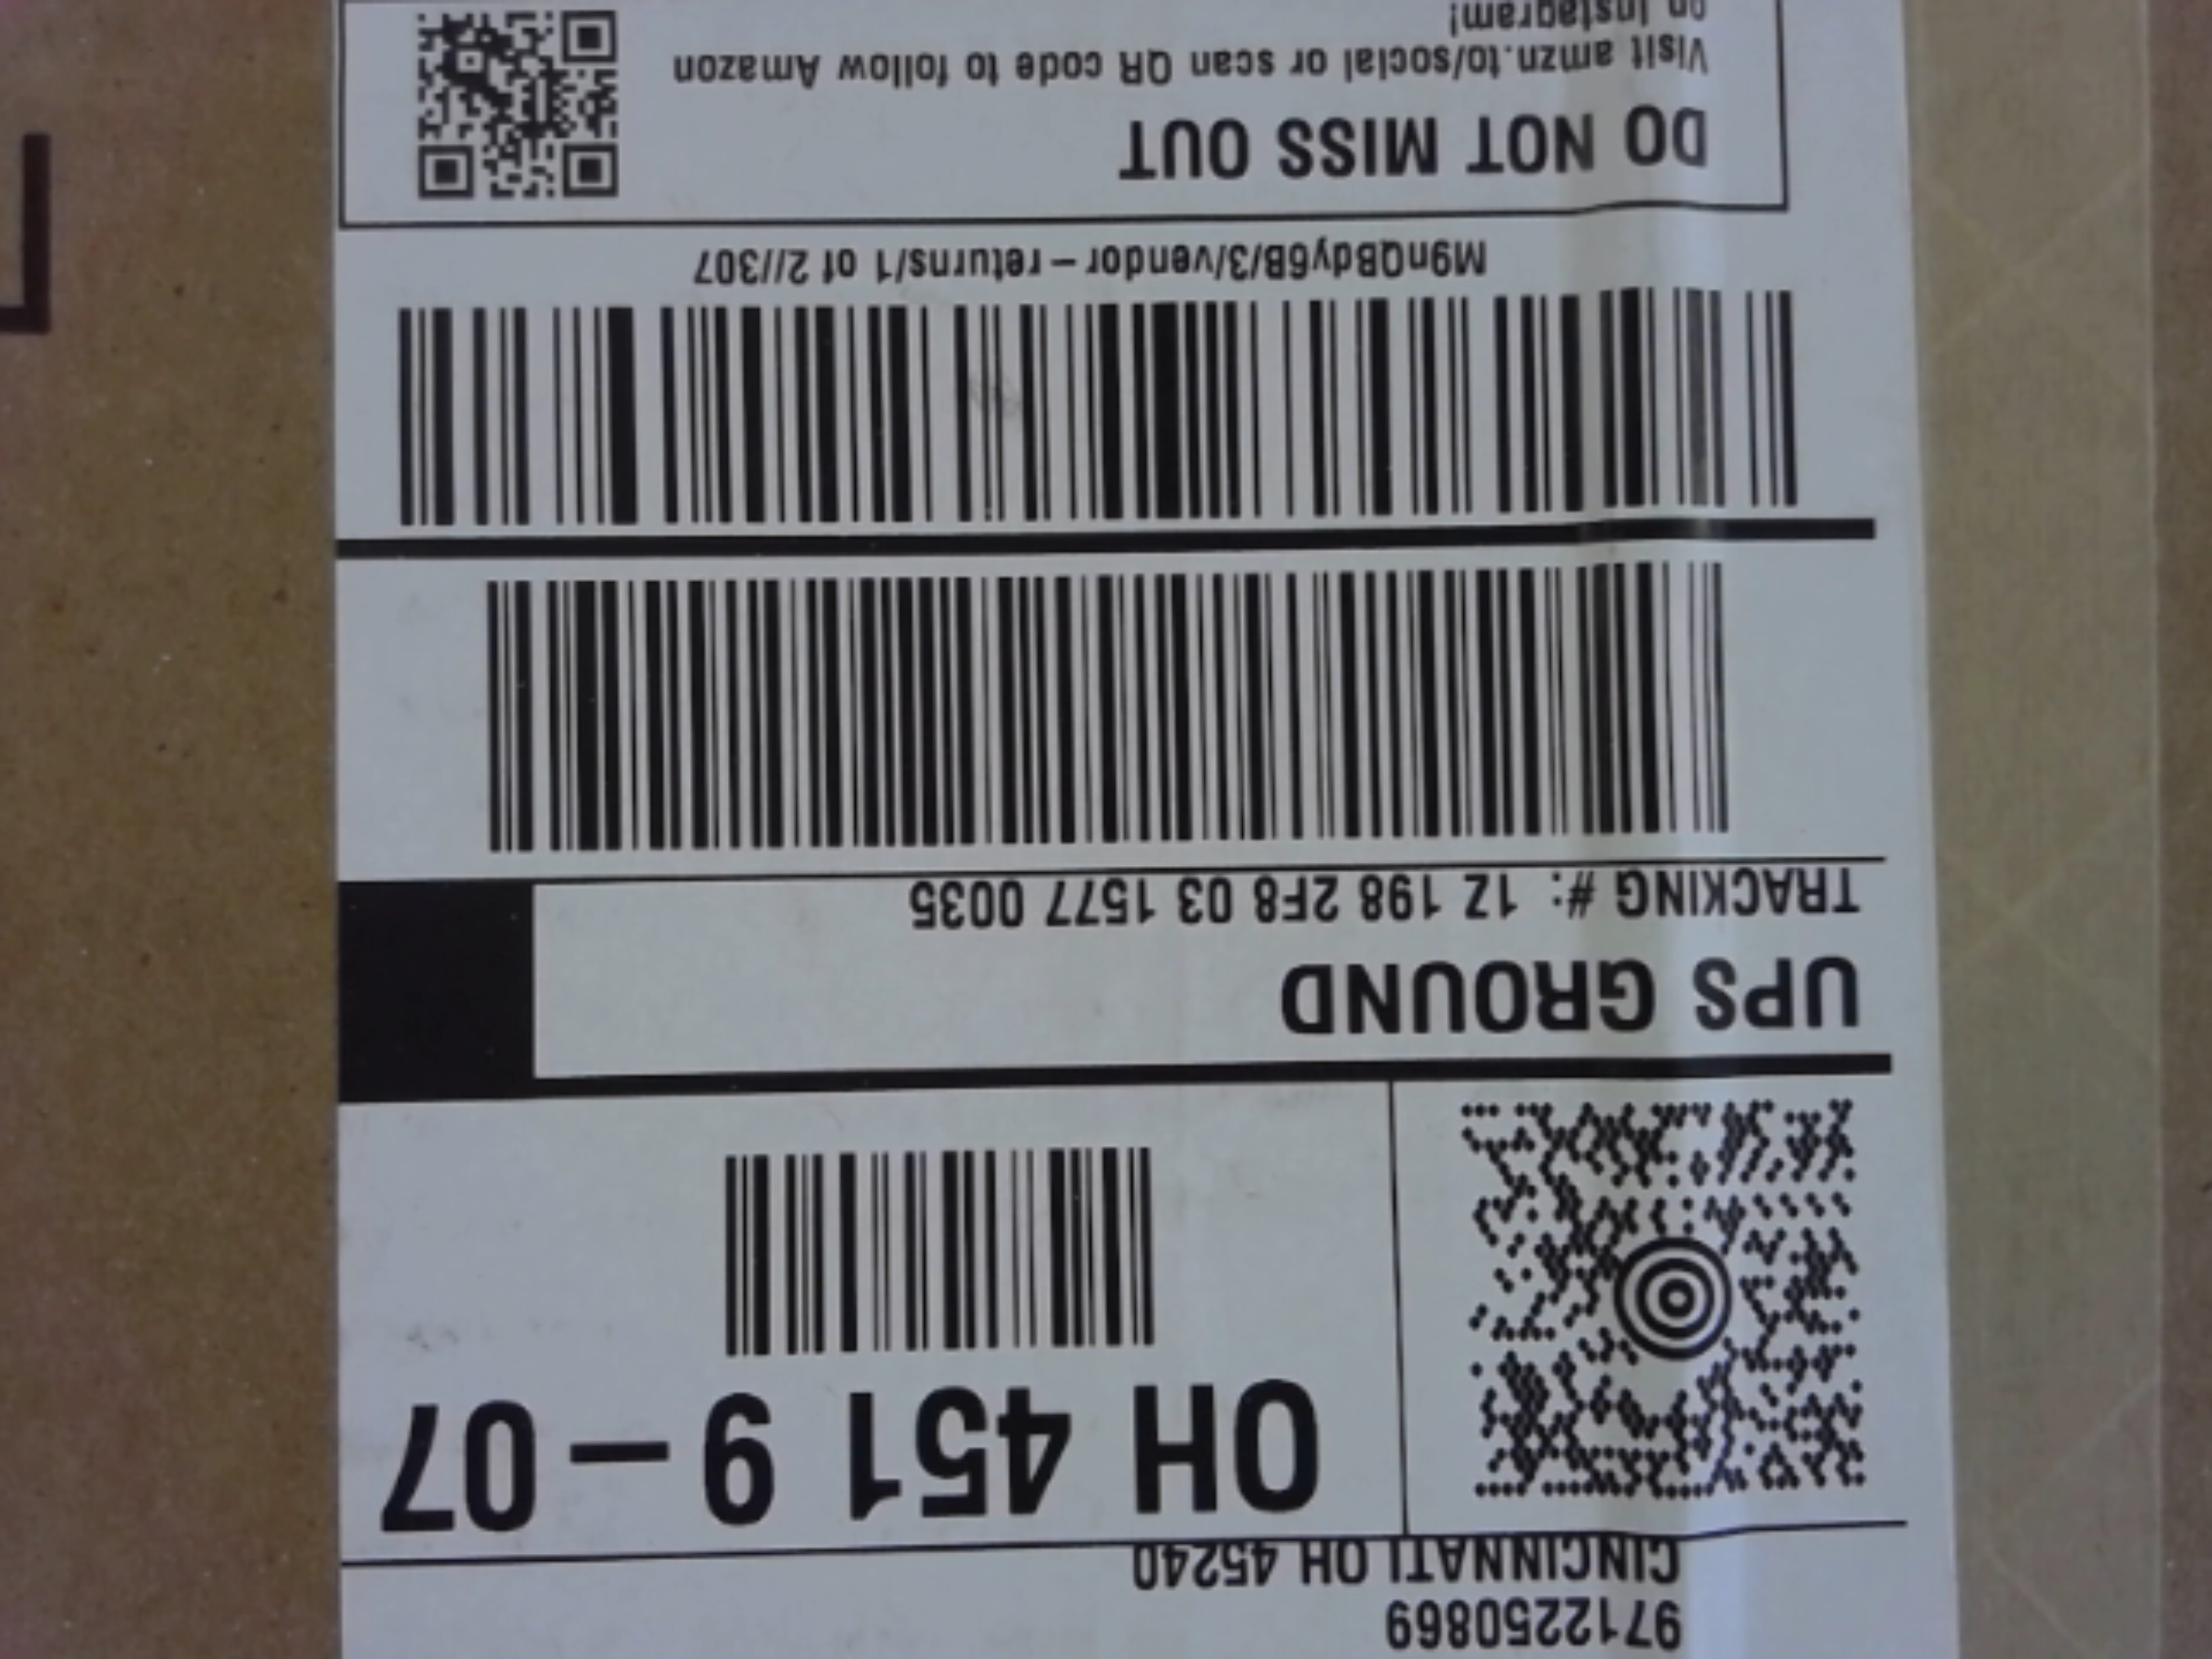 9712250869
CINCINNATI OH 45240
OH 451 9 – 07
UPS GROUND
TRACKING #: 1Z 198 2F8 03 1577 0035
M9nQBdy6B/3/vendor – returns/1 of 2//307
DO NOT MISS OUT
Visit amzn.to/social or scan QR code to follow Amazon
on Instagram!